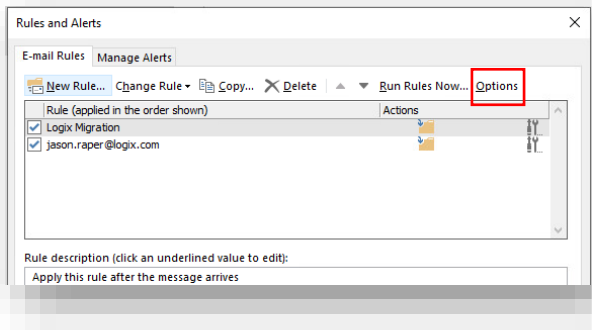 Rules and Alerts
E-mail Rules Manage Alerts
New Rule... Change Rule Copy... Delete Run Rules Now... Options
Rule (applied in the order shown) Actions
Logix Migration
jason.raper@logix.com
Rule description (click an underlined value to edit):
Apply this rule after the message arrives